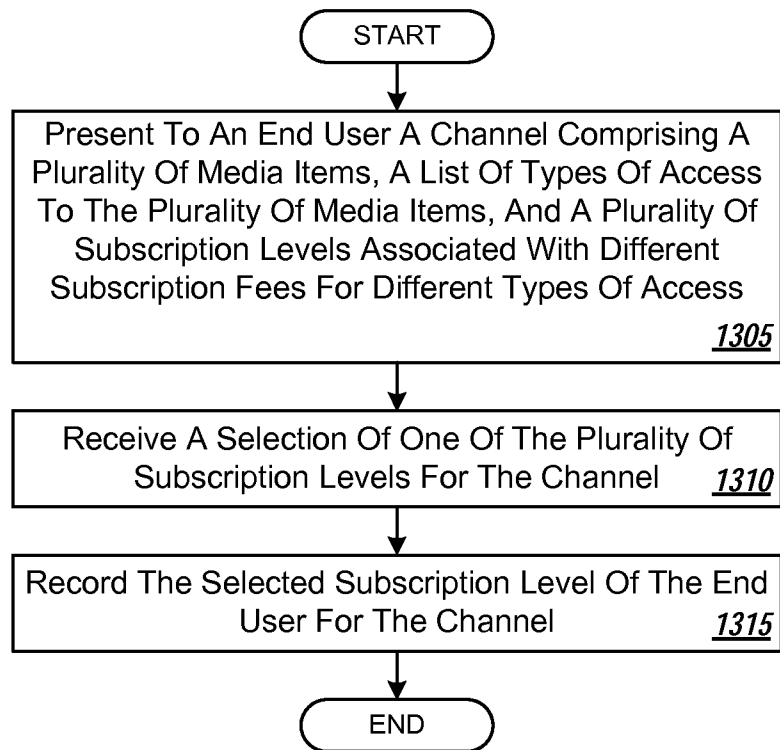 START
Present To An End User A Channel Comprising A
Plurality Of Media Items, A List Of Types Of Access
To The Plurality Of Media Items, And A Plurality Of
Subscription Levels Associated With Different
Subscription Fees For Different Types Of Access
1305
Receive A Selection Of One Of The Plurality Of
Subscription Levels For The Channel 1310
Record The Selected Subscription Level Of The End
User For The Channel 1315
END